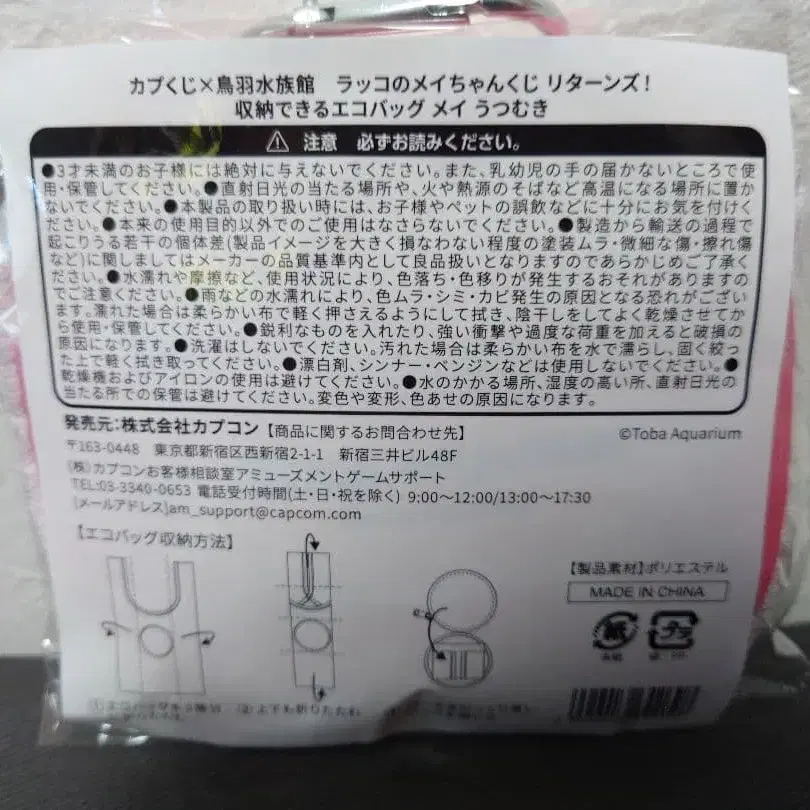 カプくじ×鳥羽水族館　ラッコのメイちゃんくじ リターンズ！
収納できるエコバッグ メイ うつむき
注意　必ずお読みください。
●3才未満のお子様には絶対に与えないでください。また、乳幼児の手の届かないところで使
用・保管してください。●直射日光の当たる場所や、火や熱源のそばなど高温になる場所に置か
ないでください。●本製品の取り扱い時には、お子様やペットの誤飲などに十分にお気を付けく
ださい。●本来の使用目的以外でのご使用はなさらないでください。●製造から輸送の過程で
起こりうる若干の個体差(製品イメージを大きく損なわない程度の塗装ムラ・微細な傷・擦れ傷
など)に関しましてはメーカーの品質基準内として良品扱いとなりますのであらかじめご了承く
ださい。●水濡れや摩擦など、使用状況により、色落ち・色移りが発生するおそれがありますの
でご注意ください。●雨などの水濡れにより、色ムラ・シミ・カビ発生の原因となる恐れがござい
ます。濡れた場合は柔らかい布で軽く押さえるようにして拭き、陰干しをしてよく乾燥させてか
ら使用・保管してください。●鋭利なものを入れたり、強い衝撃や過度な荷重を加えると破損の
原因になります。●洗濯はしないでください。汚れた場合は柔らかい布を水で濡らし、固く絞っ
た上で軽く拭き取ってください。●漂白剤、シンナー・ベンジンなどは使用しないでください。●
乾燥機およびアイロンの使用は避けてください。●水のかかる場所、湿度の高い所、直射日光の
当たる所での保管は避けてください。変色や変形、色あせの原因になります。
発売元:株式会社カプコン【商品に関するお問合わせ先】
©Toba Aquarium
〒163-0448　東京都新宿区西新宿2-1-1　新宿三井ビル48F
(株)カプコンお客様相談室アミューズメントゲームサポート
TEL:03-3340-0653 電話受付時間(土・日・祝を除く) 9:00～12:00/13:00～17:30
[メールアドレス]am_support@capcom.com
【エコバッグ収納方法】
【製品素材】ポリエステル
MADE IN CHINA
紙
プラ
① エコバッグを
② 上下も折りたたむ